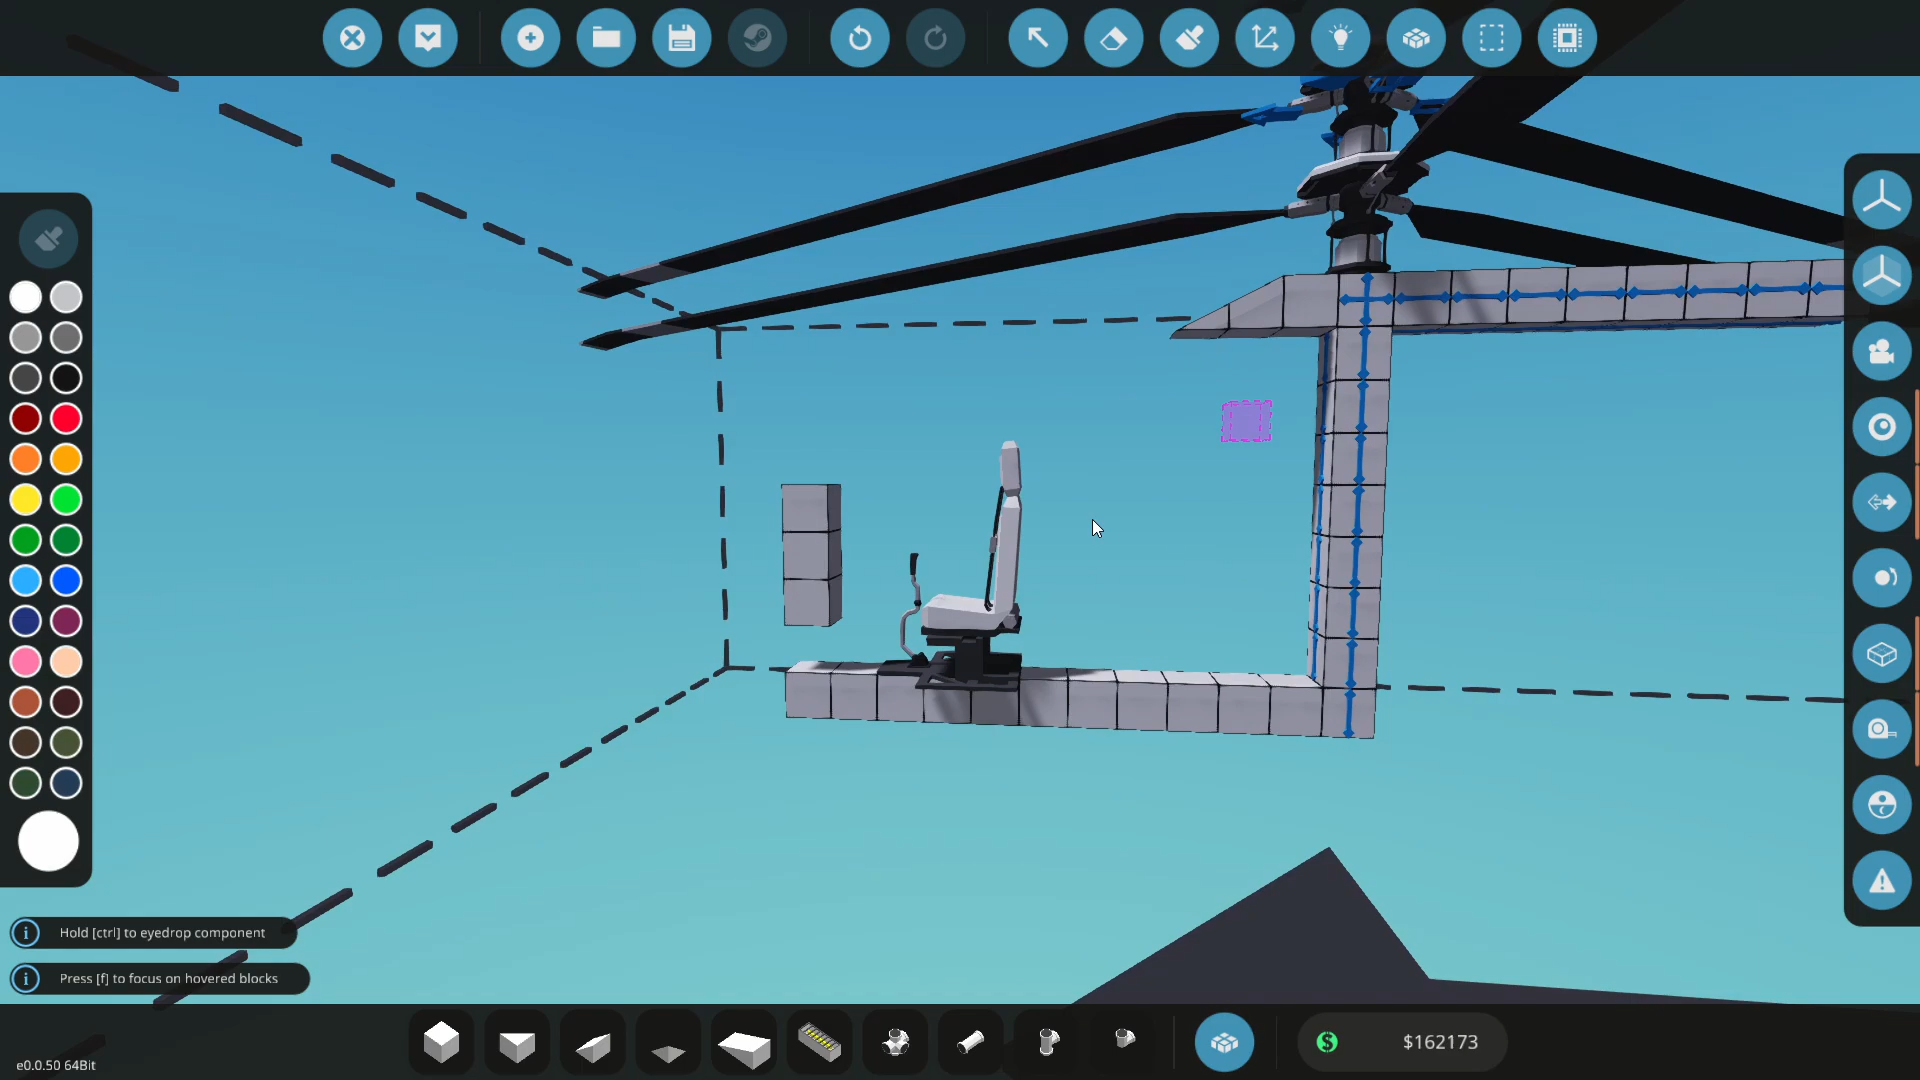 Hold [ctrl] to eyedrop component
Press [f] to focus on hovered blocks
$ $162173
e0.0.50 64Bit